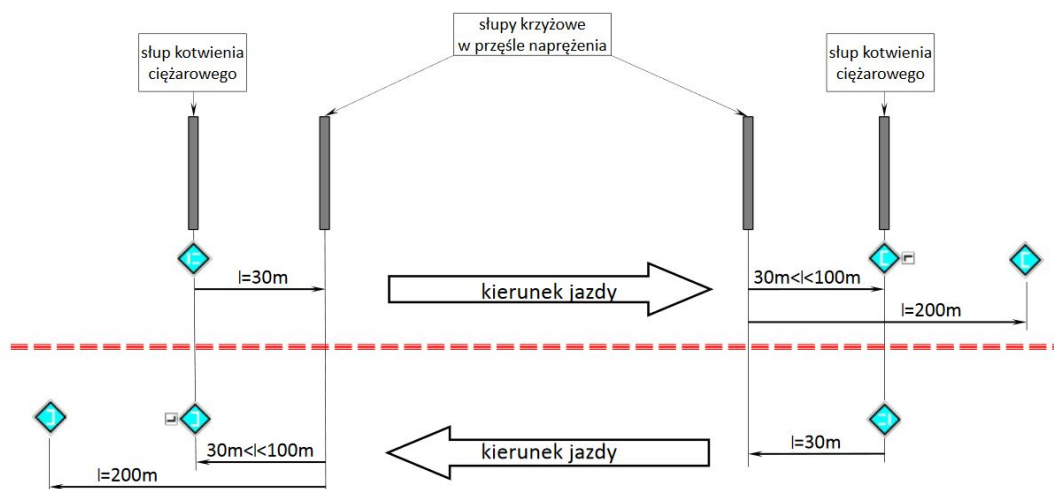 słupy krzyżowe
w przęśle naprężenia
słup kotwienia
ciężarowego
słup kotwienia
ciężarowego
l=30m
kierunek jazdy
30m<l<100m
L
l=200m
L
30m<l<100m
kierunek jazdy
l=30m
l=200m